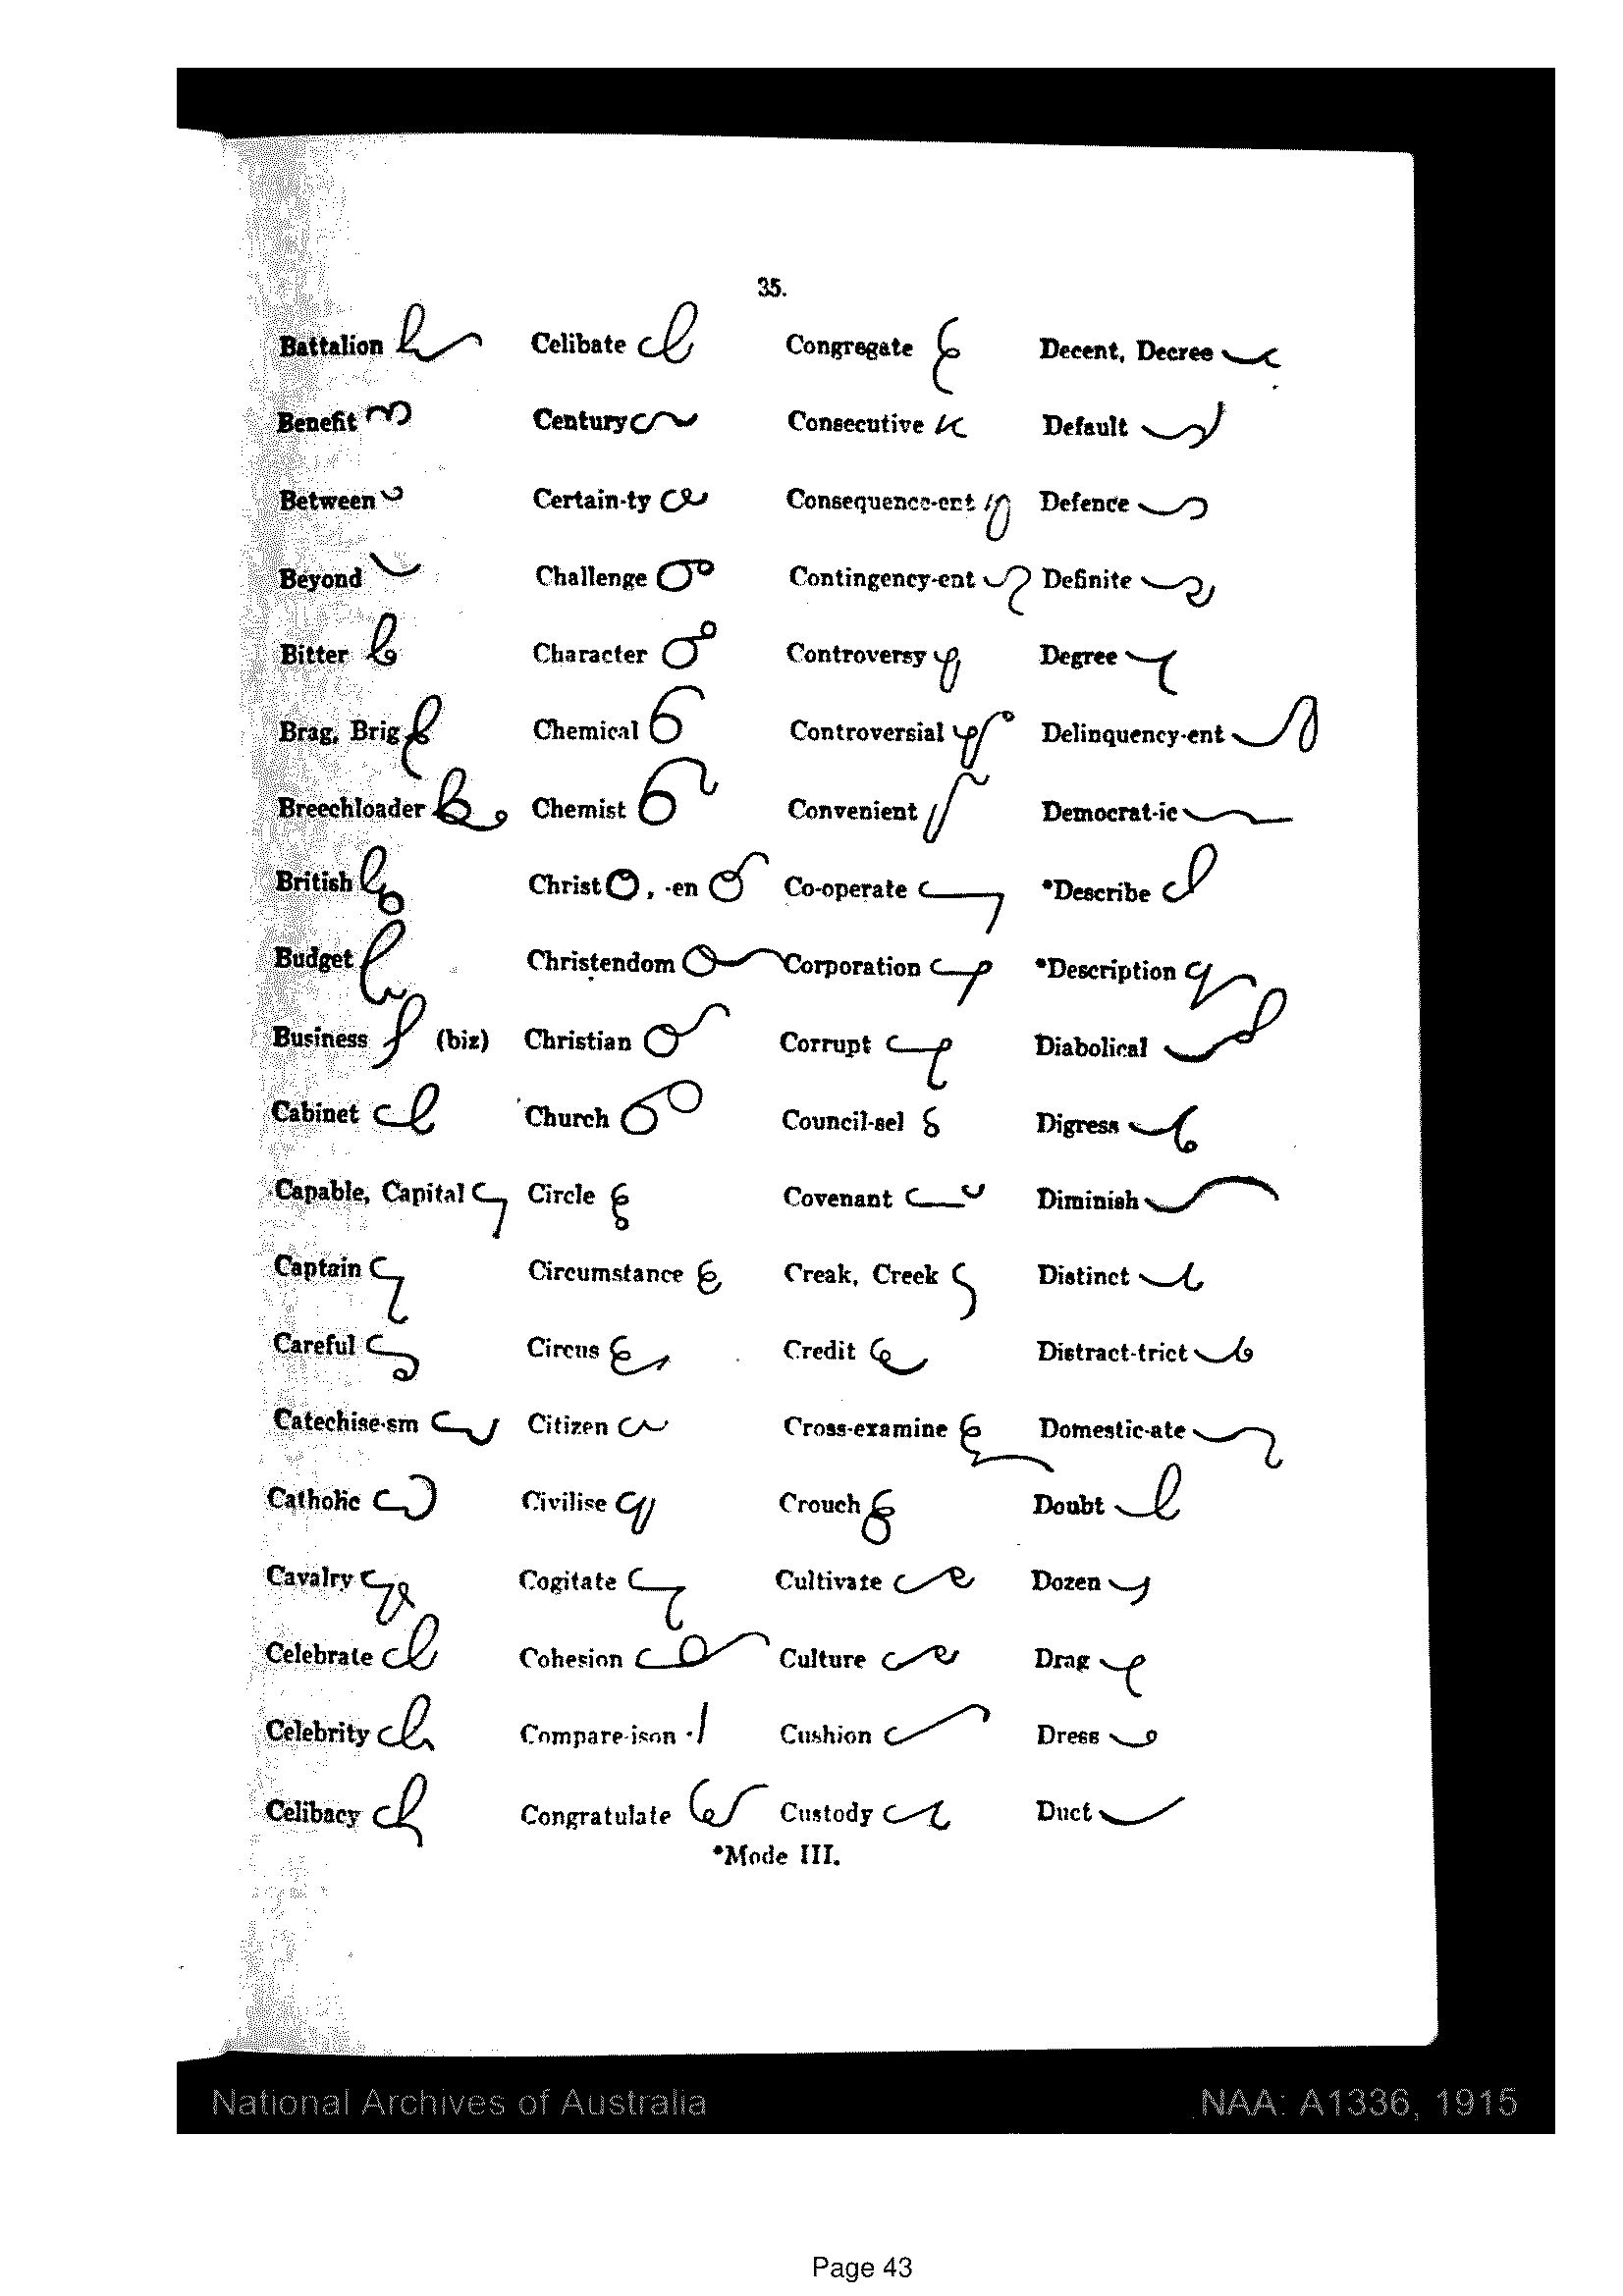 35.
Battalion Celibate Congregate Decent, Decree
Benefit Century Consecutive Default
Between Certain-ty Consequence-ent Defence
Beyond Challenge Contingency-ent Definite
Bitter Character Controversy Degree
Brag, Brig Chemical Controversial Delinquency-ent
Breechloader Chemist Convenient Democrat-ic
British Christ , -en Co-operate *Describe
Budget Christendom Corporation *Description
Business (biz) Christian Corrupt Diabolical
Cabinet Church Council-sel Digress
Capable, Capital Circle Covenant Diminish
Captain Circumstance Creak, Creek Distinct
Careful Circus Credit Distract-trict
Catechise-sm Citizen Cross-examine Domestic-ate
Catholic Civilise Crouch Doubt
Cavalry Cogitate Cultivate Dozen
Celebrate Cohesion Culture Drag
Celebrity Compare-ison Cushion Dress
Celibacy Congratulate Custody Duct
*Mode III.
National Archives of Australia NAA: A1336, 1915
Page 43